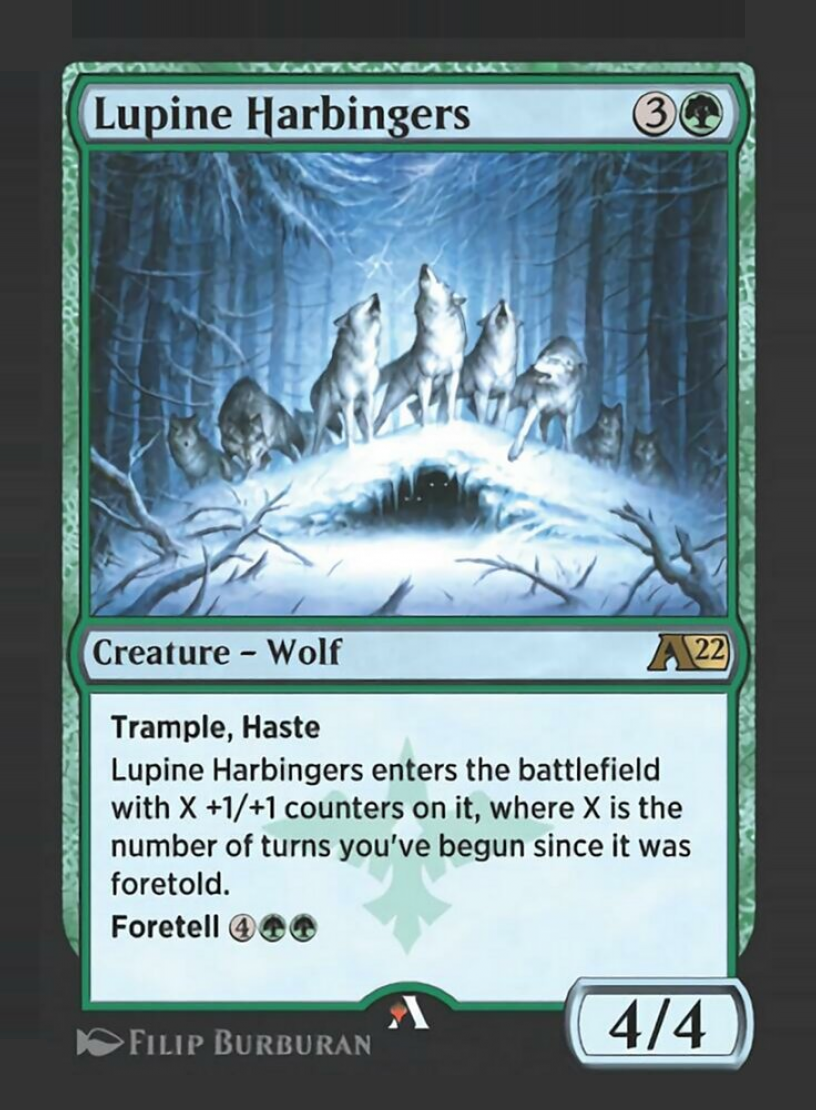 Lupine Harbingers 3
Creature – Wolf A22
Trample, Haste
Lupine Harbingers enters the battlefield
with X +1/+1 counters on it, where X is the
number of turns you've begun since it was
foretold.
Foretell 4
4/4
FILIP BURBURAN